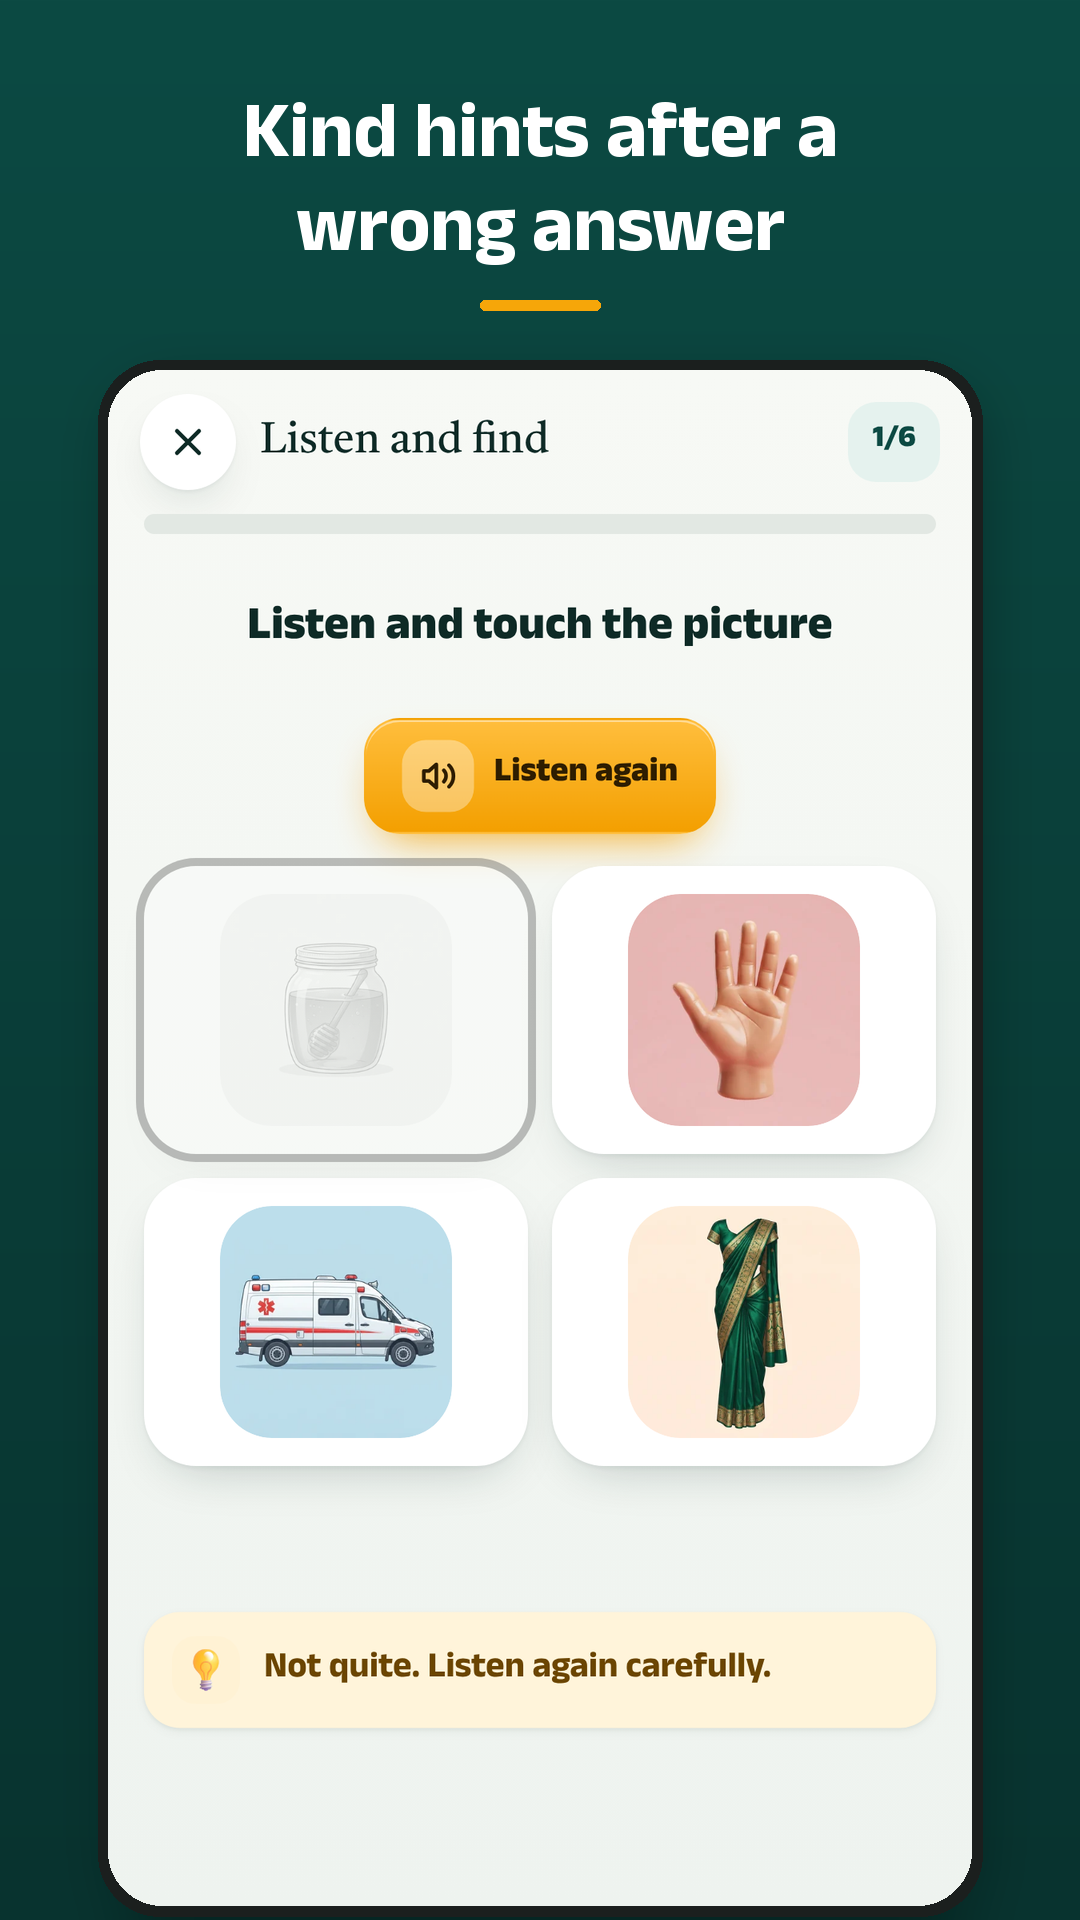 Kind hints after a
wrong answer
Listen and find
1/6
Listen and touch the picture
Listen again
Not quite. Listen again carefully.